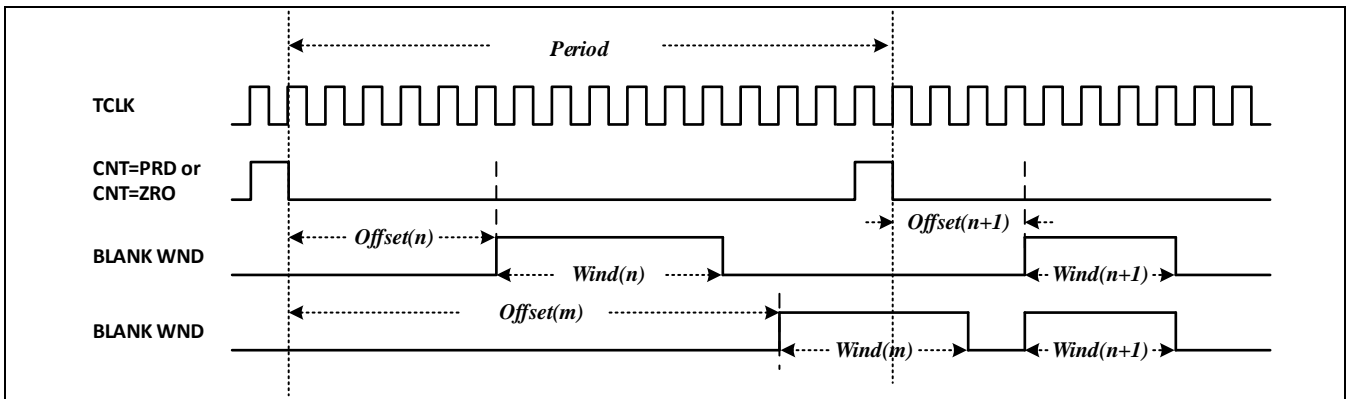 Period
TCLK
CNT=PRD or
CNT=ZRO
Offset(n)
Offset(n+1)
BLANK WND
Wind(n)
Wind(n+1)
Offset(m)
BLANK WND
Wind(m)
Wind(n+1)